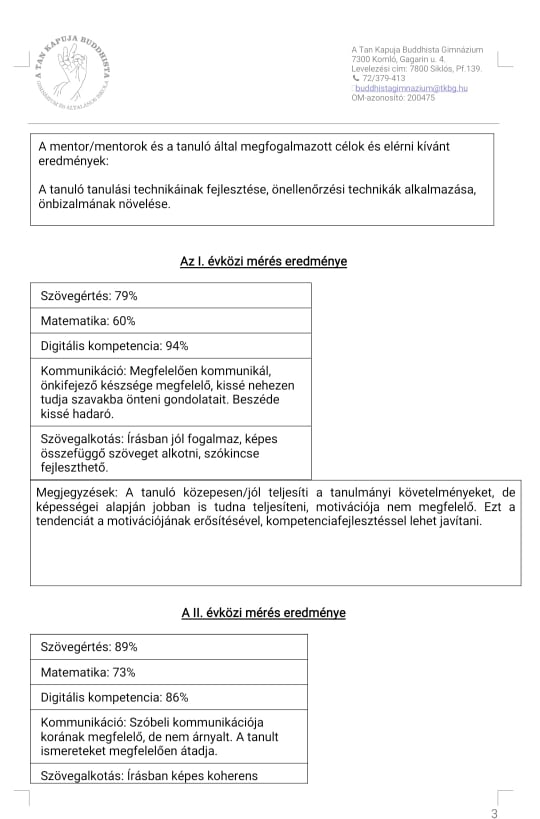 A TAN KAPUJA BUDDHISTA
GIMNÁZIUM ÉS ÁLTALÁNOS ISKOLA
A Tan Kapuja Buddhista Gimnázium
7300 Komló, Gagarin u. 4.
Levelezési cím: 7800 Siklós, Pf.139.
72/379-413
buddhistagimnazium@tkbg.hu
OM-azonosító: 200475
A mentor/mentorok és a tanuló által megfogalmazott célok és elérni kívánt
eredmények:
A tanuló tanulási technikáinak fejlesztése, önellenőrzési technikák alkalmazása,
önbizalmának növelése.
Az I. évközi mérés eredménye
Szövegértés: 79%
Matematika: 60%
Digitális kompetencia: 94%
Kommunikáció: Megfelelően kommunikál,
önkifejező készsége megfelelő, kissé nehezen
tudja szavakba önteni gondolatait. Beszéde
kissé hadaró.
Szövegalkotás: Írásban jól fogalmaz, képes
összefüggő szöveget alkotni, szókincse
fejleszthető.
Megjegyzések: A tanuló közepesen/jól teljesíti a tanulmányi követelményeket, de
képességei alapján jobban is tudna teljesíteni, motivációja nem megfelelő. Ezt a
tendenciát a motivációjának erősítésével, kompetenciafejlesztéssel lehet javítani.
A II. évközi mérés eredménye
Szövegértés: 89%
Matematika: 73%
Digitális kompetencia: 86%
Kommunikáció: Szóbeli kommunikációja
korának megfelelő, de nem árnyalt. A tanult
ismereteket megfelelően átadja.
Szövegalkotás: Írásban képes koherens
3